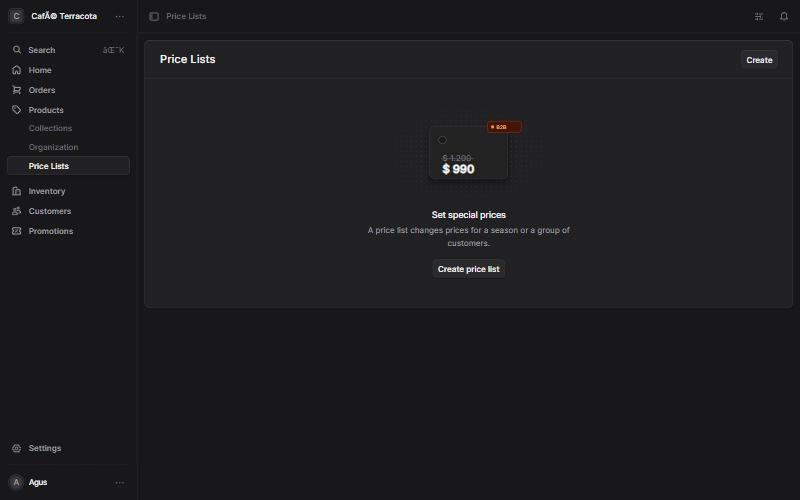 C CafÃ© Terracota ...
Search âŒ˜K
Home
Orders
Products
Collections
Organization
Price Lists
Inventory
Customers
Promotions
Settings
A Agus ...
Price Lists
Price Lists
Create
B2B
$ 1.200
$ 990
Set special prices
A price list changes prices for a season or a group of
customers.
Create price list